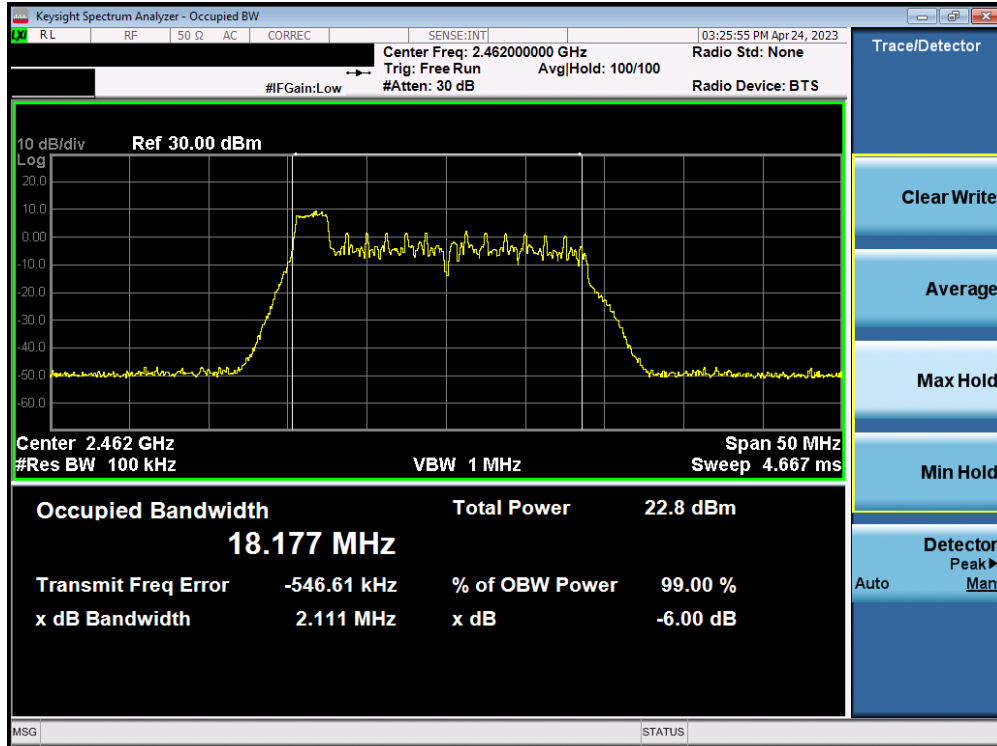 Keysight Spectrum Analyzer - Occupied BW
LXI RL RF 50 Ω AC CORREC SENSE:INT 03:25:55 PM Apr 24, 2023
Center Freq: 2.462000000 GHz Radio Std: None
Trig: Free Run Avg|Hold: 100/100
#IFGain:Low #Atten: 30 dB Radio Device: BTS
Trace/Detector
10 dB/div Ref 30.00 dBm
Log
20.0
10.0
0.00
-10.0
-20.0
-30.0
-40.0
-50.0
-60.0
Center 2.462 GHz Span 50 MHz
#Res BW 100 kHz VBW 1 MHz Sweep 4.667 ms
Occupied Bandwidth Total Power 22.8 dBm
18.177 MHz
Transmit Freq Error -546.61 kHz % of OBW Power 99.00 %
x dB Bandwidth 2.111 MHz x dB -6.00 dB
Clear Write
Average
Max Hold
Min Hold
Detector
Peak▶
Auto Man
MSG STATUS